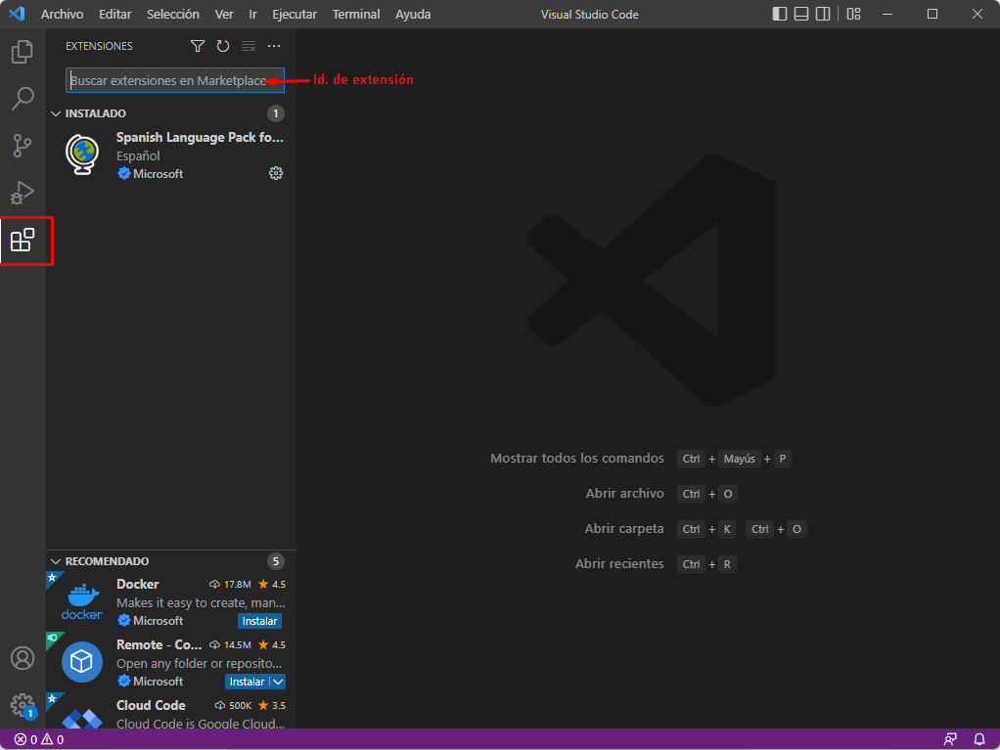 Archivo Editar Selección Ver Ir Ejecutar Terminal Ayuda Visual Studio Code
EXTENSIONES
Buscar extensiones en Marketplace
Id. de extensión
INSTALADO 1
Spanish Language Pack fo...
Español
Microsoft
Mostrar todos los comandos Ctrl + Mayús + P
Abrir archivo Ctrl + O
Abrir carpeta Ctrl + K Ctrl + O
Abrir recientes Ctrl + R
RECOMENDADO 5
Docker 17.8M 4.5
Makes it easy to create, man...
Microsoft Instalar
docker
Remote - Co... 14.5M 4.5
Open any folder or reposito...
Microsoft Instalar
Cloud Code 500K 3.5
Cloud Code is Google Cloud...
1
0 0